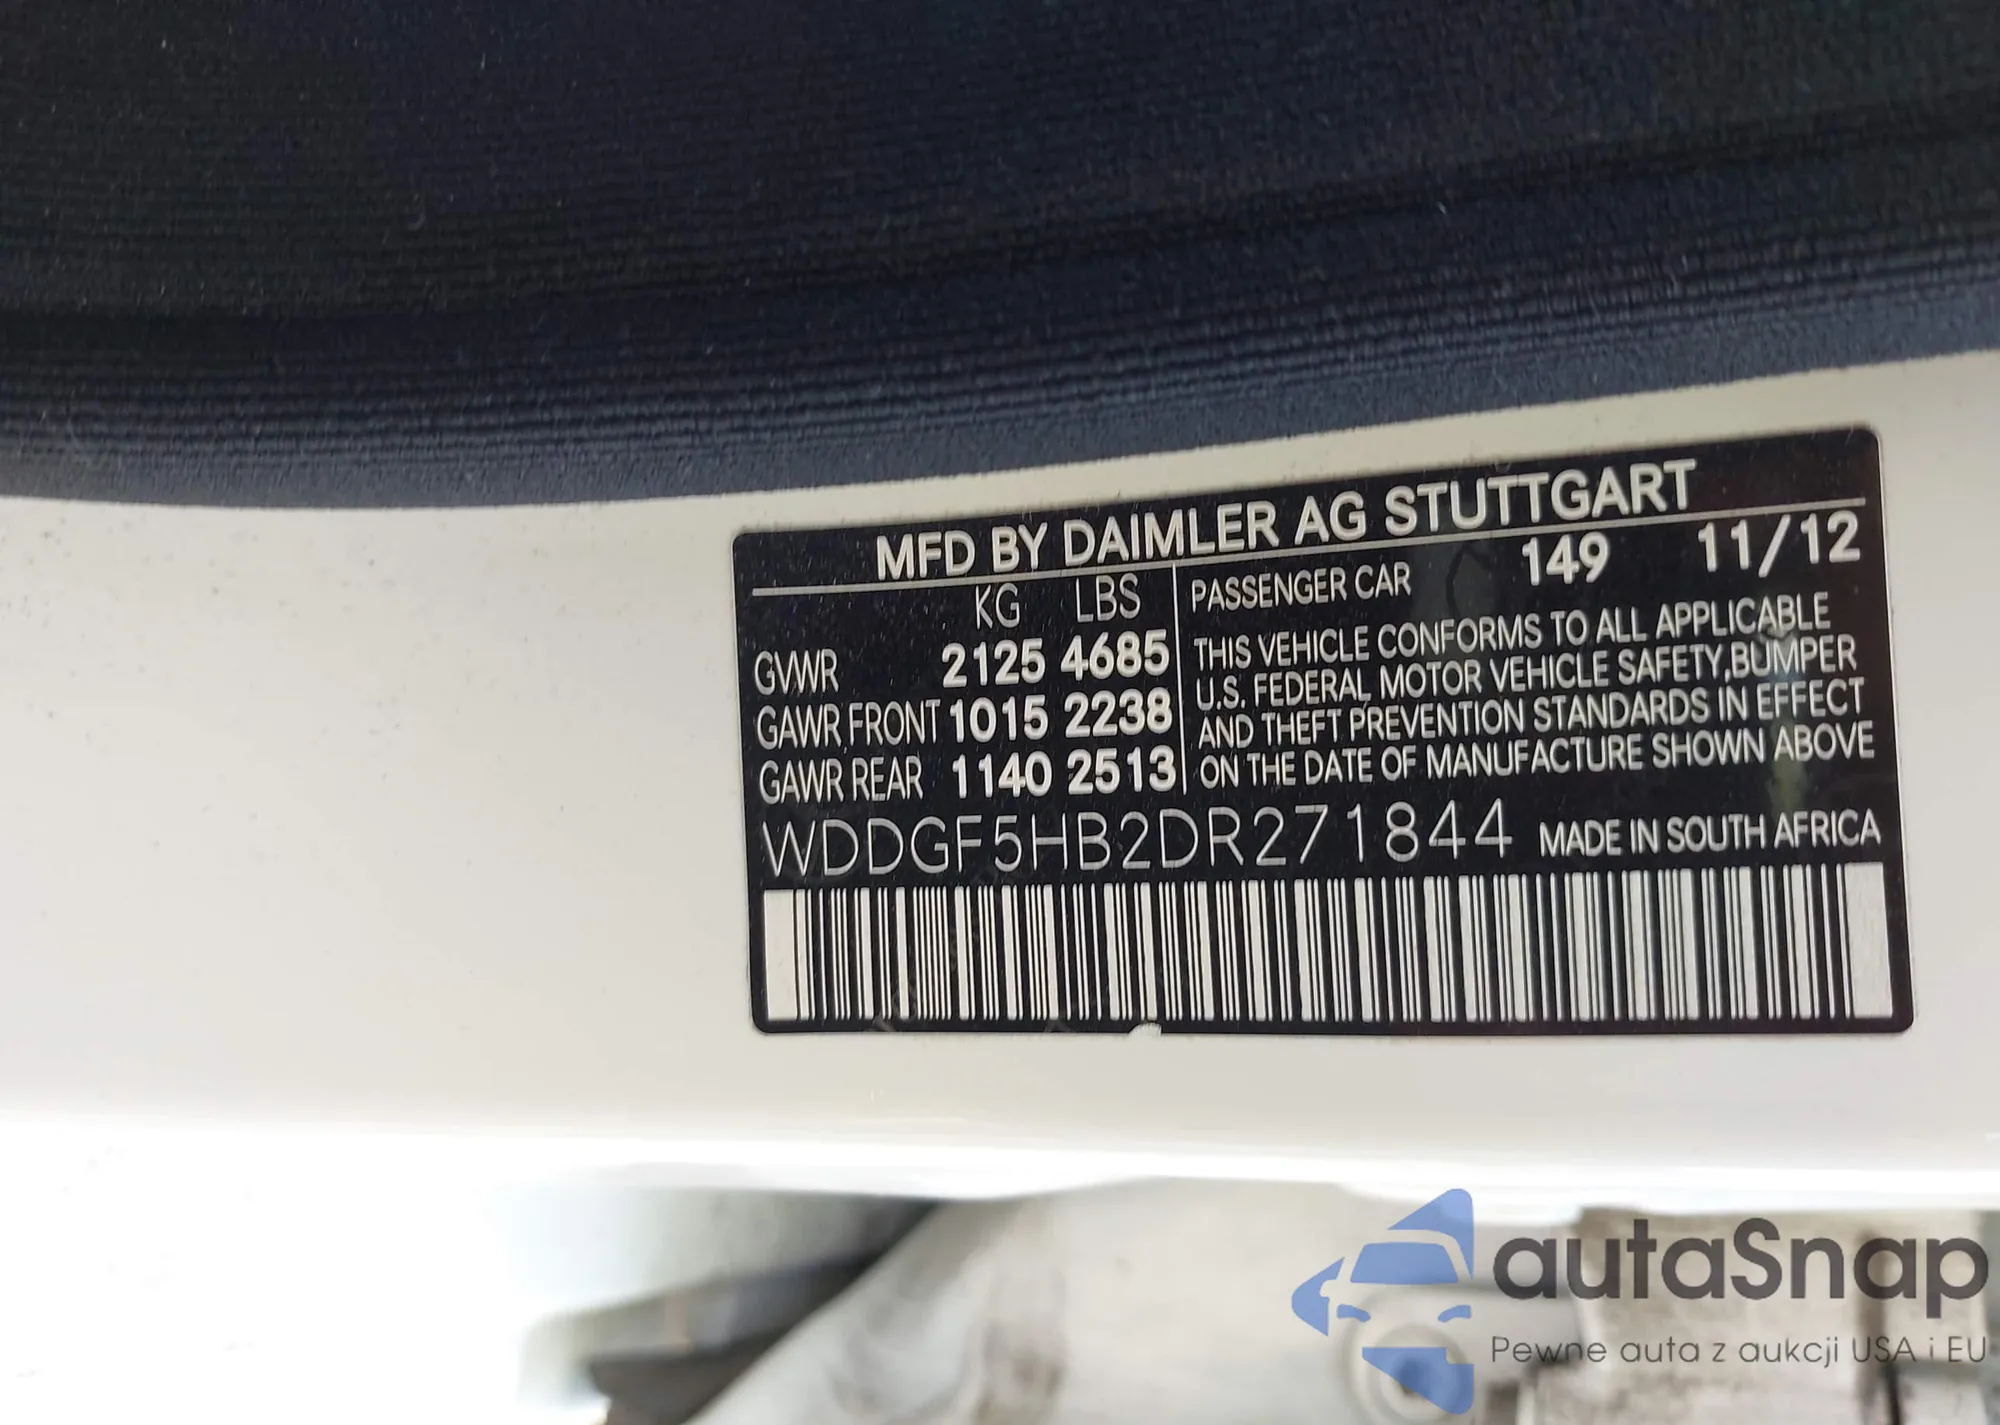 MFD BY DAIMLER AG STUTTGART
KG LBS
GVWR 2125 4685
GAWR FRONT 1015 2238
GAWR REAR 1140 2513
PASSENGER CAR 149 11/12
THIS VEHICLE CONFORMS TO ALL APPLICABLE
U.S. FEDERAL MOTOR VEHICLE SAFETY,BUMPER
AND THEFT PREVENTION STANDARDS IN EFFECT
ON THE DATE OF MANUFACTURE SHOWN ABOVE
WDDGF5HB2DR271844 MADE IN SOUTH AFRICA
autaSnap
Pewne auta z aukcji USA i EU